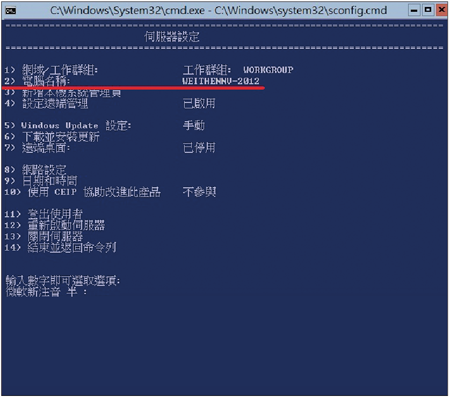 C:\Windows\System32\cmd.exe - C:\Windows\system32\sconfig.cmd
伺服器設定
1) 網域/工作群組: 工作群組: WORKGROUP
2) 電腦名稱: WEITHENNV-2012
3) 新增本機系統管理員
4) 設定遠端管理 已啟用
5) Windows Update 設定: 手動
6) 下載並安裝更新
7) 遠端桌面: 已停用
8) 網路設定
9) 日期和時間
10) 使用 CEIP 協助改進此產品 不參與
11) 登出使用者
12) 重新啟動伺服器
13) 關閉伺服器
14) 結束並返回命令列
輸入數字即可選取選項:
微軟新注音 半 :